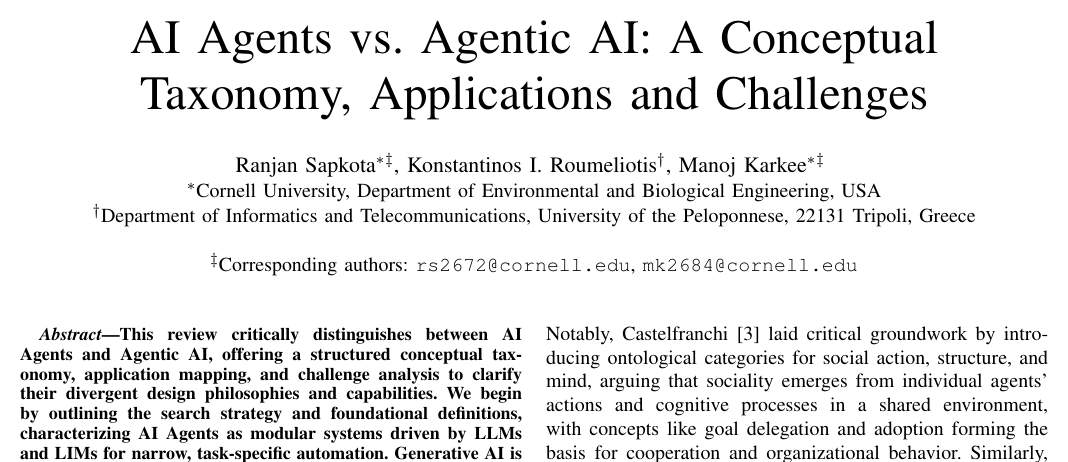 AI Agents vs. Agentic AI: A Conceptual
Taxonomy, Applications and Challenges
Ranjan Sapkota∗‡, Konstantinos I. Roumeliotis†, Manoj Karkee∗‡
∗Cornell University, Department of Environmental and Biological Engineering, USA
†Department of Informatics and Telecommunications, University of the Peloponnese, 22131 Tripoli, Greece
‡Corresponding authors: rs2672@cornell.edu, mk2684@cornell.edu
Abstract—This review critically distinguishes between AI
Agents and Agentic AI, offering a structured conceptual tax-
onomy, application mapping, and challenge analysis to clarify
their divergent design philosophies and capabilities. We begin
by outlining the search strategy and foundational definitions,
characterizing AI Agents as modular systems driven by LLMs
and LIMs for narrow, task-specific automation. Generative AI is
Notably, Castelfranchi [3] laid critical groundwork by intro-
ducing ontological categories for social action, structure, and
mind, arguing that sociality emerges from individual agents'
actions and cognitive processes in a shared environment,
with concepts like goal delegation and adoption forming the
basis for cooperation and organizational behavior. Similarly,